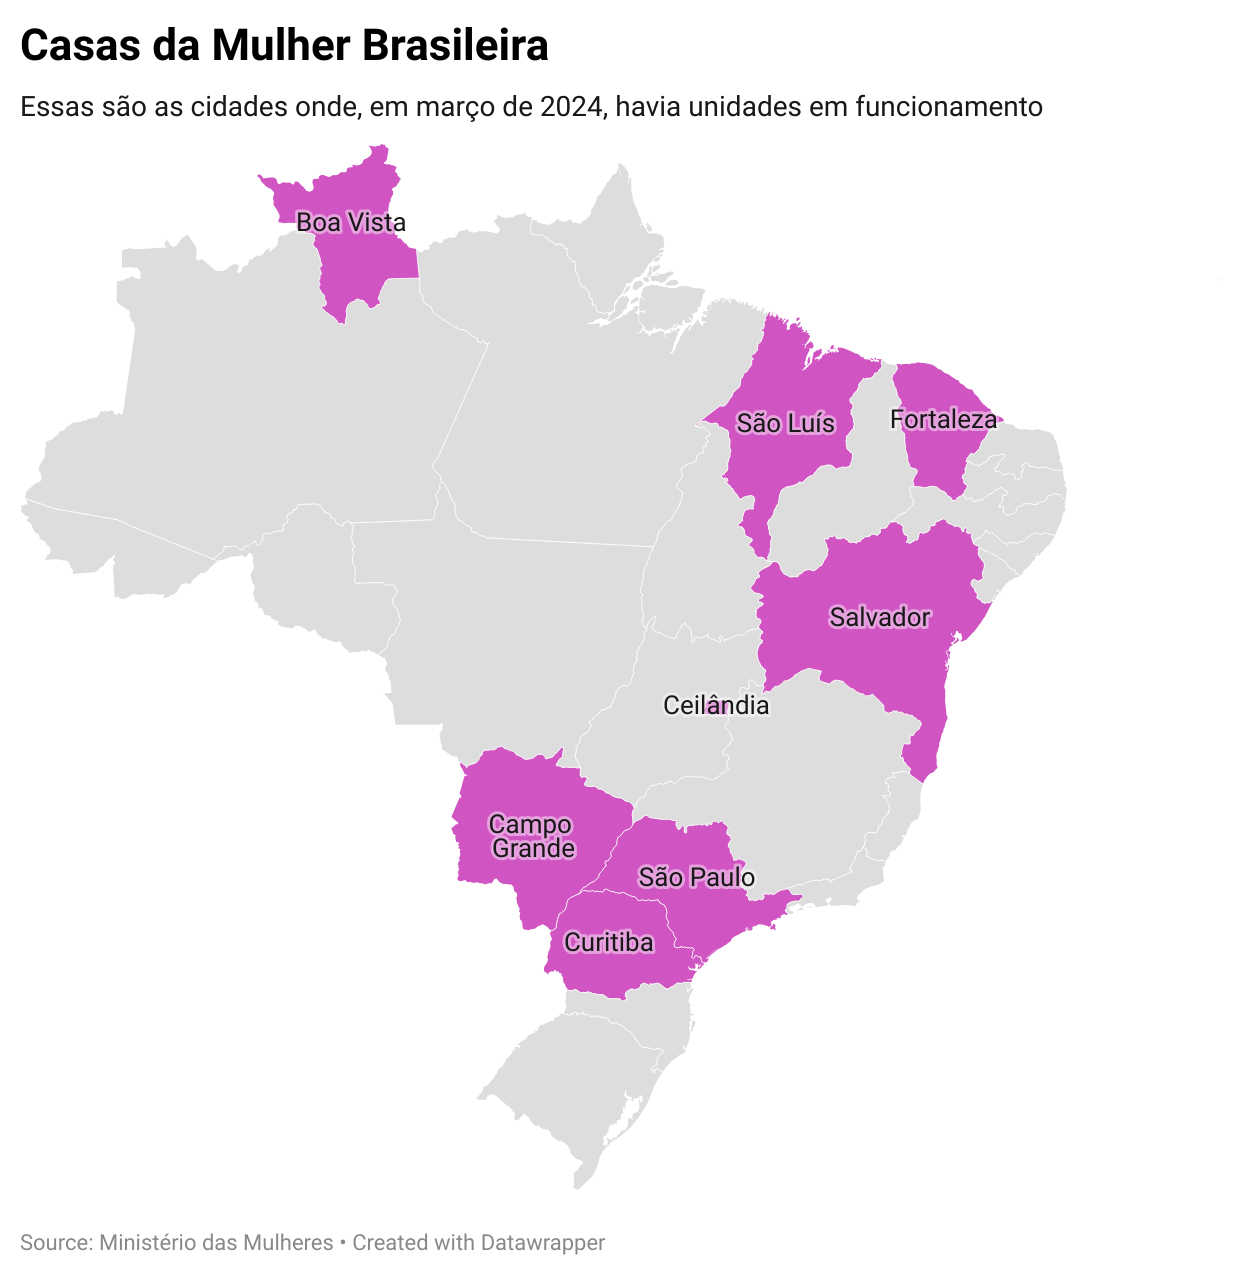 Casas da Mulher Brasileira
Essas são as cidades onde, em março de 2024, havia unidades em funcionamento
Boa Vista
São Luís
Fortaleza
Salvador
Ceilândia
Campo
Grande
São Paulo
Curitiba
Source: Ministério das Mulheres • Created with Datawrapper